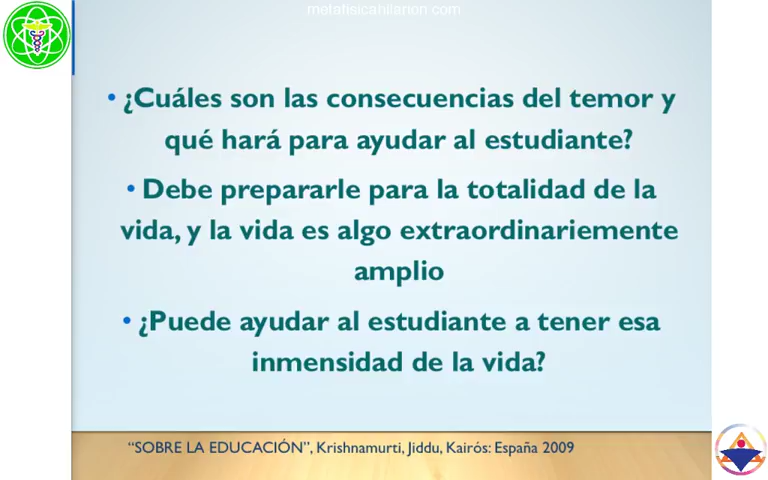 metafisicahilarion.com
• ¿Cuáles son las consecuencias del temor y
qué hará para ayudar al estudiante?
• Debe prepararle para la totalidad de la
vida, y la vida es algo extraordinariemente
amplio
• ¿Puede ayudar al estudiante a tener esa
inmensidad de la vida?
“SOBRE LA EDUCACIÓN”, Krishnamurti, Jiddu, Kairós: España 2009